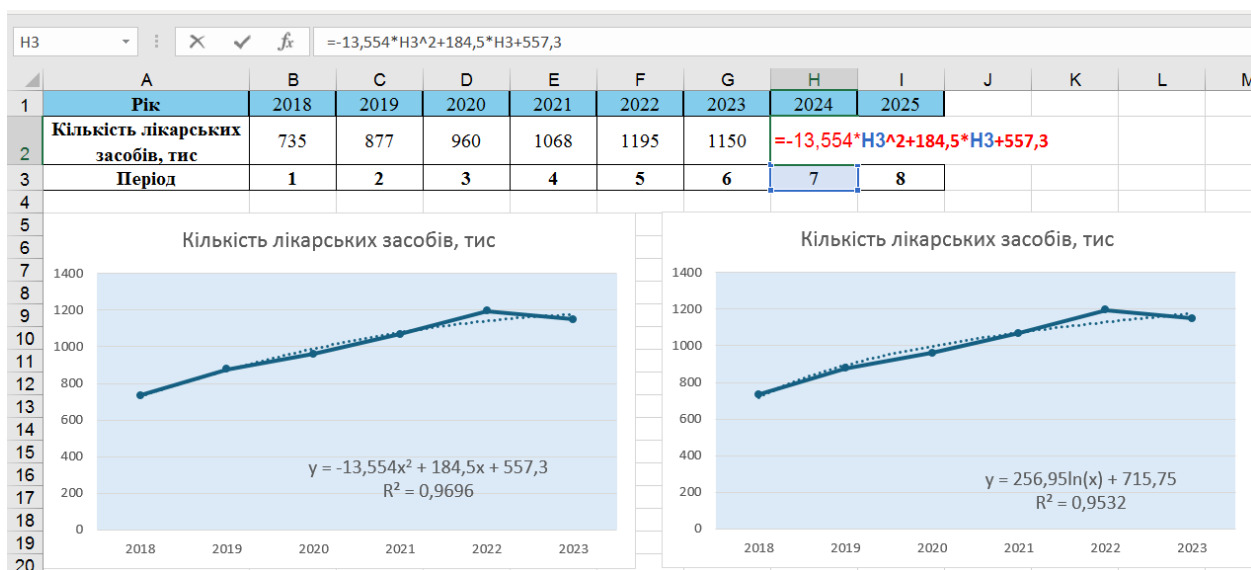 H3 fx =-13,554*H3^2+184,5*H3+557,3
A B C D E F G H I J K L M
1 Рік 2018 2019 2020 2021 2022 2023 2024 2025
Кількість лікарських
2 засобів, тис 735 877 960 1068 1195 1150 =-13,554*H3^2+184,5*H3+557,3
3 Період 1 2 3 4 5 6 7 8
4
5
6
7
8
9
10
11
12
13
14
15
16
17
18
19
20
Кількість лікарських засобів, тис
1400
1200
1000
800
600
400
200
0
y = -13,554x² + 184,5x + 557,3
R² = 0,9696
2018 2019 2020 2021 2022 2023
Кількість лікарських засобів, тис
1400
1200
1000
800
600
400
200
0
y = 256,95ln(x) + 715,75
R² = 0,9532
2018 2019 2020 2021 2022 2023